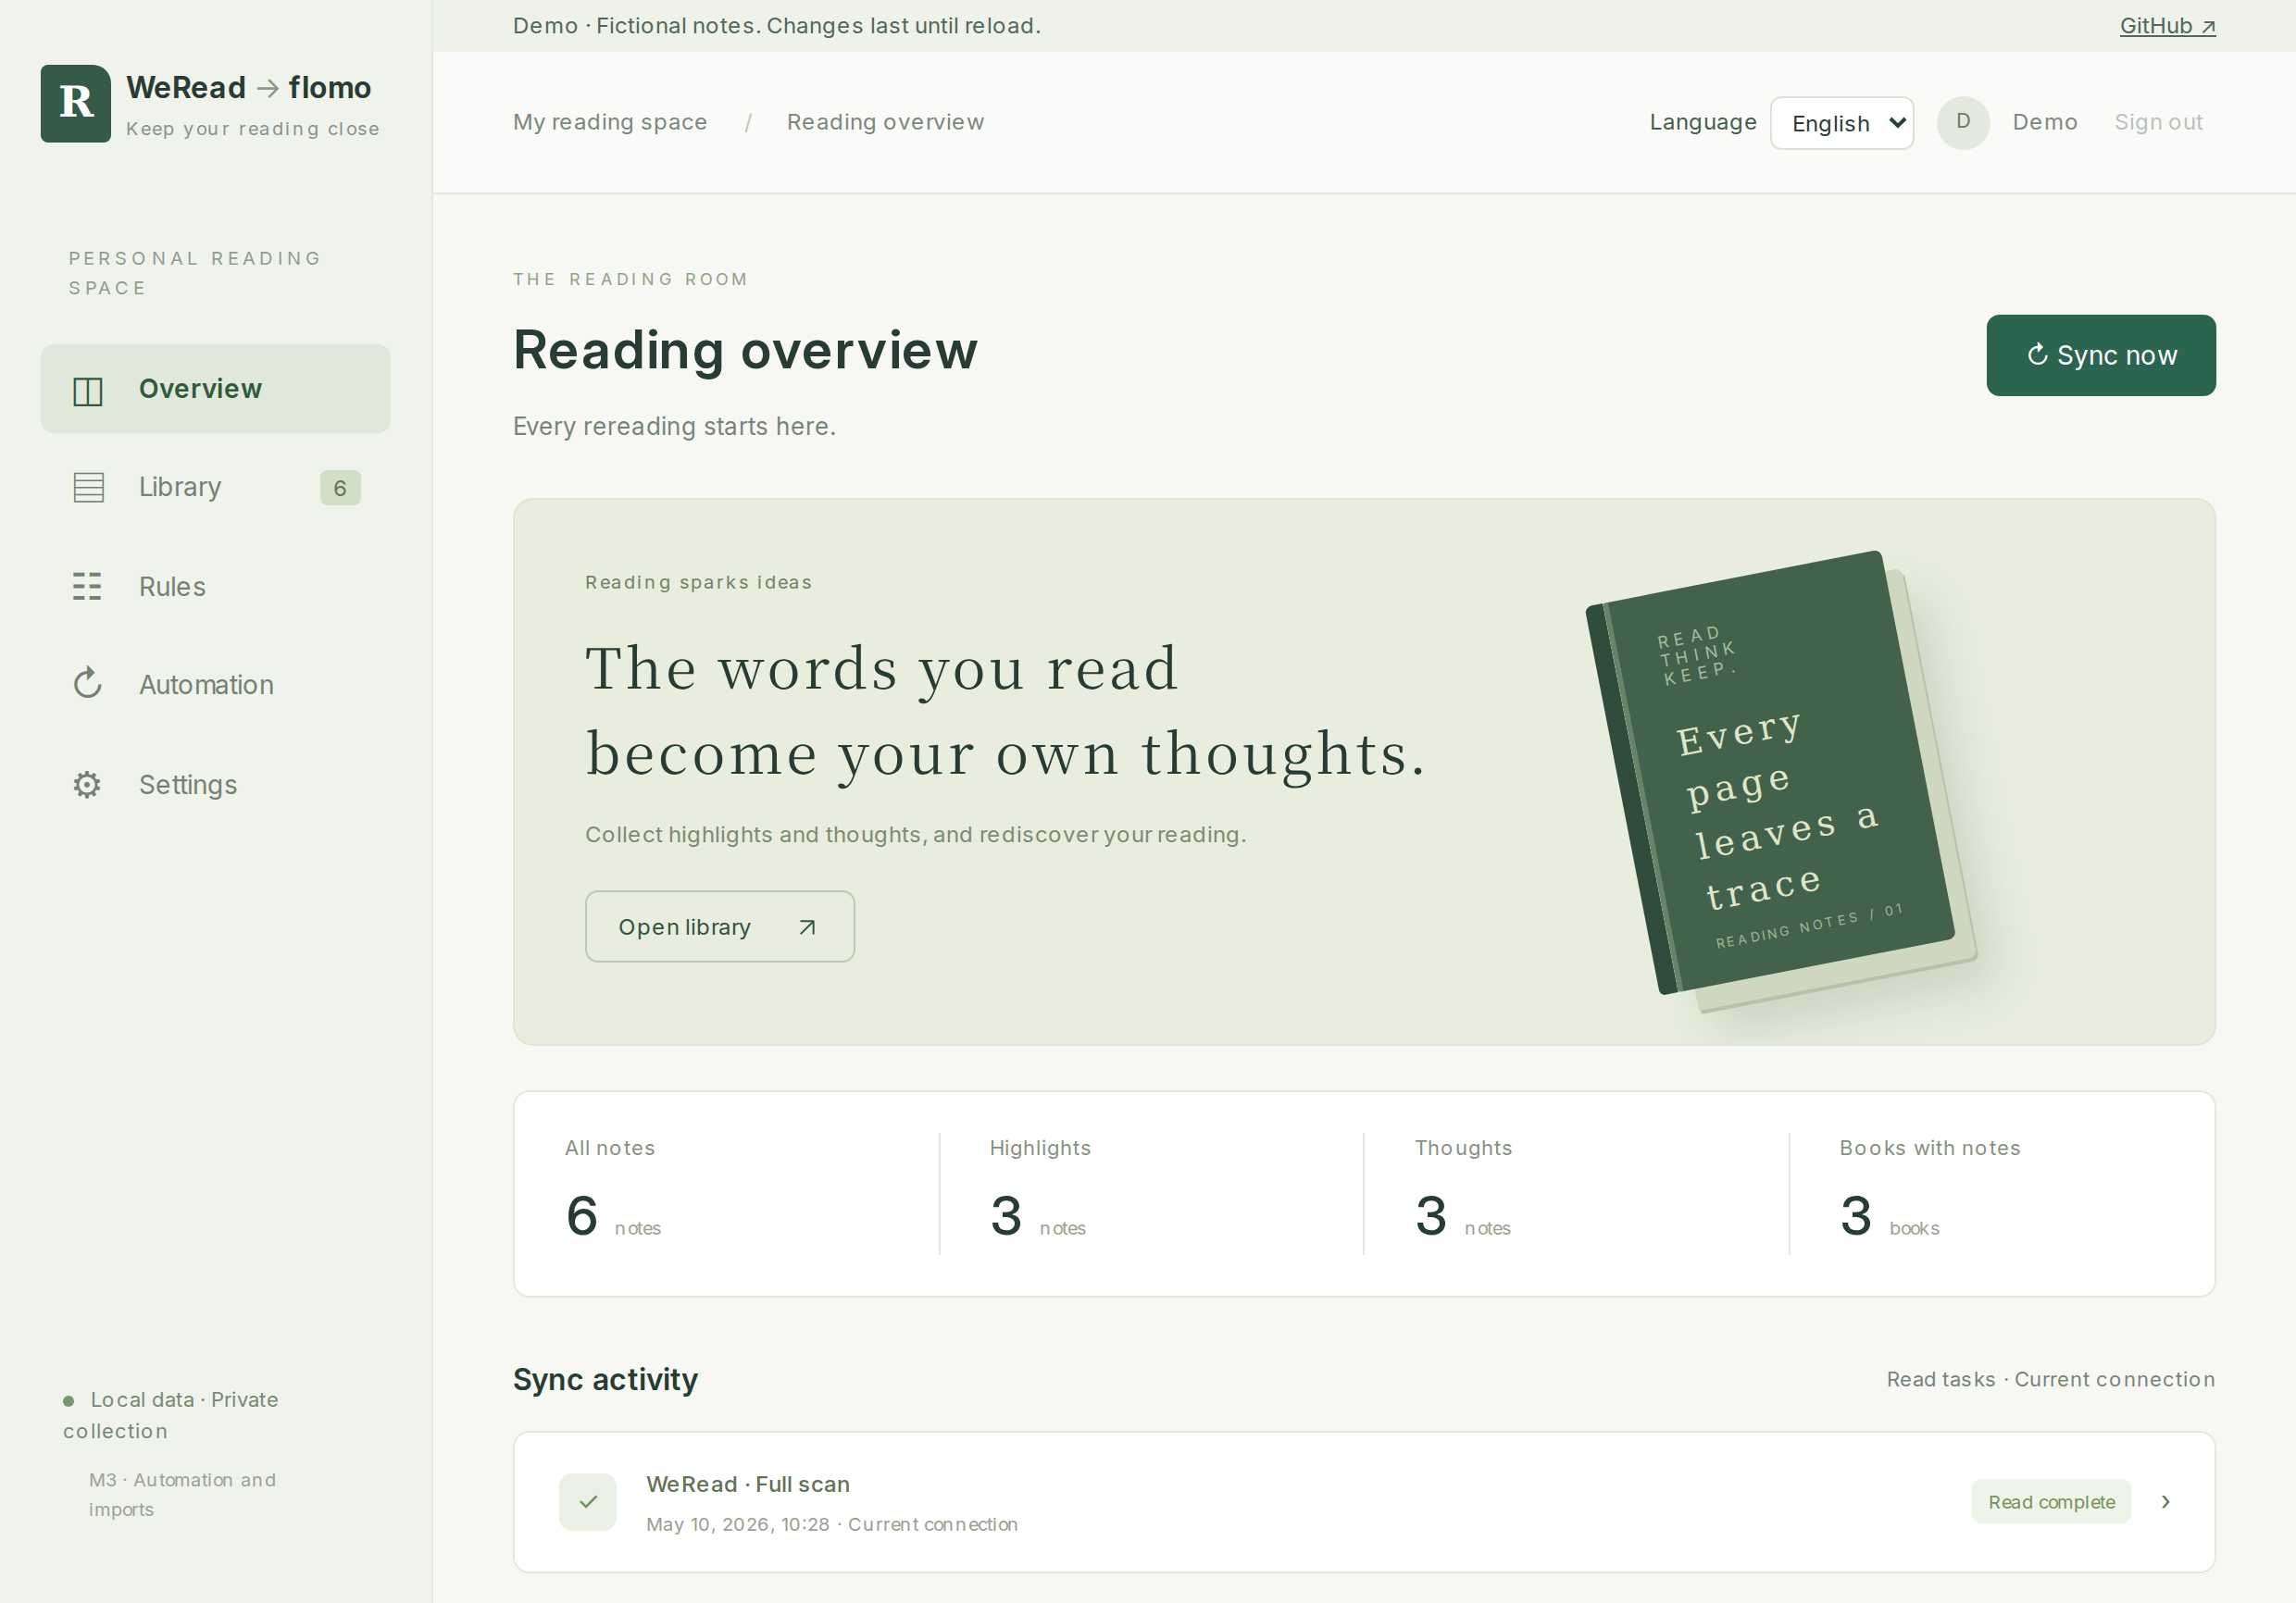 R
WeRead → flomo
Keep your reading close
PERSONAL READING
SPACE
Overview
Library 6
Rules
Automation
Settings
Local data · Private
collection
M3 · Automation and
imports
Demo · Fictional notes. Changes last until reload.
GitHub ↗
My reading space / Reading overview
Language English D Demo Sign out
THE READING ROOM
Reading overview
Every rereading starts here.
↻ Sync now
Reading sparks ideas
The words you read
become your own thoughts.
Collect highlights and thoughts, and rediscover your reading.
Open library ↗
READ
THINK
KEEP.
Every
page
leaves a
trace
READING NOTES / 01
All notes
6 notes
Highlights
3 notes
Thoughts
3 notes
Books with notes
3 books
Sync activity
Read tasks · Current connection
WeRead · Full scan
May 10, 2026, 10:28 · Current connection
Read complete ›